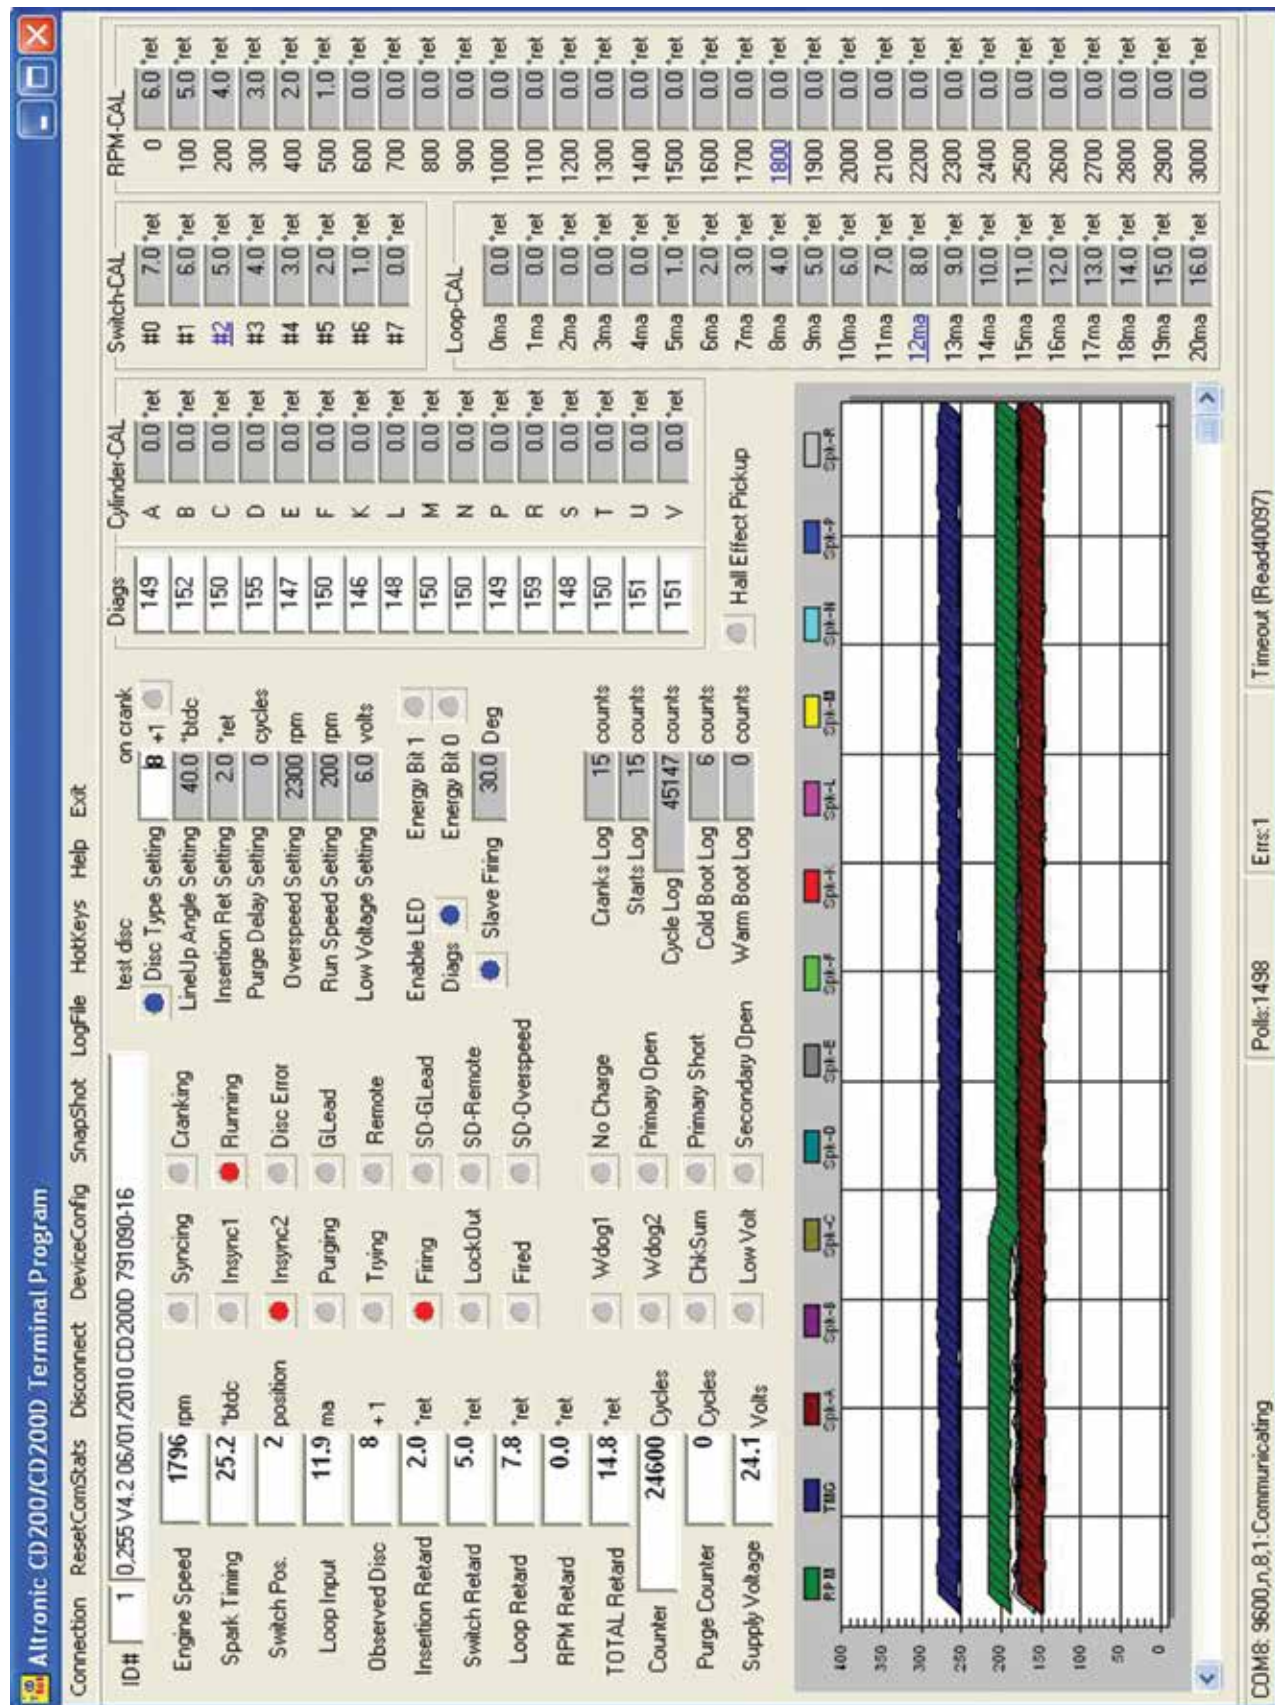 Altronic CD200/CD200D Terminal Program
Connection ResetComStats Disconnect DeviceConfig SnapShot LogFile HotKeys Help Exit
ID# 1 0,255 V4.2 06/01/2010 CD200D 791090-16
Engine Speed 1796 rpm
Spark Timing 25.2 °btdc
Switch Pos. 2 position
Loop Input 11.9 ma
Observed Disc 8 +1
Insertion Retard 2.0 °ret
Switch Retard 5.0 °ret
Loop Retard 7.8 °ret
RPM Retard 0.0 °ret
TOTAL Retard 14.8 °ret
Counter 24600 Cycles
Purge Counter 0 Cycles
Supply Voltage 24.1 Volts
Syncing Cranking
Insync1 Running
Insync2 Disc Error
Purging GLead
Trying Remote
Firing SD-GLead
LockOut SD-Remote
Fired SD-Overspeed
Wdog1 No Charge
Wdog2 Primary Open
ChkSum Primary Short
Low Volt Secondary Open
test disc on crank
Disc Type Setting 8 +1
LineUp Angle Setting 40.0 °btdc
Insertion Ret Setting 2.0 °ret
Purge Delay Setting 0 cycles
Overspeed Setting 2300 rpm
Run Speed Setting 200 rpm
Low Voltage Setting 6.0 volts
Enable LED Energy Bit 1
Diags Energy Bit 0
Slave Firing 30.0 Deg
Cranks Log 15 counts
Starts Log 15 counts
Cycle Log 45147 counts
Cold Boot Log 6 counts
Warm Boot Log 0 counts
Diags Cylinder-CAL
149 A 0.0 °ret
152 B 0.0 °ret
150 C 0.0 °ret
155 D 0.0 °ret
147 E 0.0 °ret
150 F 0.0 °ret
146 K 0.0 °ret
148 L 0.0 °ret
150 M 0.0 °ret
150 N 0.0 °ret
149 P 0.0 °ret
159 R 0.0 °ret
148 S 0.0 °ret
150 T 0.0 °ret
151 U 0.0 °ret
151 V 0.0 °ret
Hall Effect Pickup
Switch-CAL
#0 7.0 °ret
#1 6.0 °ret
#2 5.0 °ret
#3 4.0 °ret
#4 3.0 °ret
#5 2.0 °ret
#6 1.0 °ret
#7 0.0 °ret
Loop-CAL
0ma 0.0 °ret
1ma 0.0 °ret
2ma 0.0 °ret
3ma 0.0 °ret
4ma 0.0 °ret
5ma 1.0 °ret
6ma 2.0 °ret
7ma 3.0 °ret
8ma 4.0 °ret
9ma 5.0 °ret
10ma 6.0 °ret
11ma 7.0 °ret
12ma 8.0 °ret
13ma 9.0 °ret
14ma 10.0 °ret
15ma 11.0 °ret
16ma 12.0 °ret
17ma 13.0 °ret
18ma 14.0 °ret
19ma 15.0 °ret
20ma 16.0 °ret
RPM-CAL
0 6.0 °ret
100 5.0 °ret
200 4.0 °ret
300 3.0 °ret
400 2.0 °ret
500 1.0 °ret
600 0.0 °ret
700 0.0 °ret
800 0.0 °ret
900 0.0 °ret
1000 0.0 °ret
1100 0.0 °ret
1200 0.0 °ret
1300 0.0 °ret
1400 0.0 °ret
1500 0.0 °ret
1600 0.0 °ret
1700 0.0 °ret
1800 0.0 °ret
1900 0.0 °ret
2000 0.0 °ret
2100 0.0 °ret
2200 0.0 °ret
2300 0.0 °ret
2400 0.0 °ret
2500 0.0 °ret
2600 0.0 °ret
2700 0.0 °ret
2800 0.0 °ret
2900 0.0 °ret
3000 0.0 °ret
RPM TMG Spk-A Spk-B Spk-C Spk-D Spk-E Spk-F Spk-K Spk-L Spk-M Spk-N Spk-P Spk-R
400
350
300
250
200
150
100
50
0
COM8: 9600,n,8,1:Communicating Polls:1498 Errs:1 Timeout (Read40097)